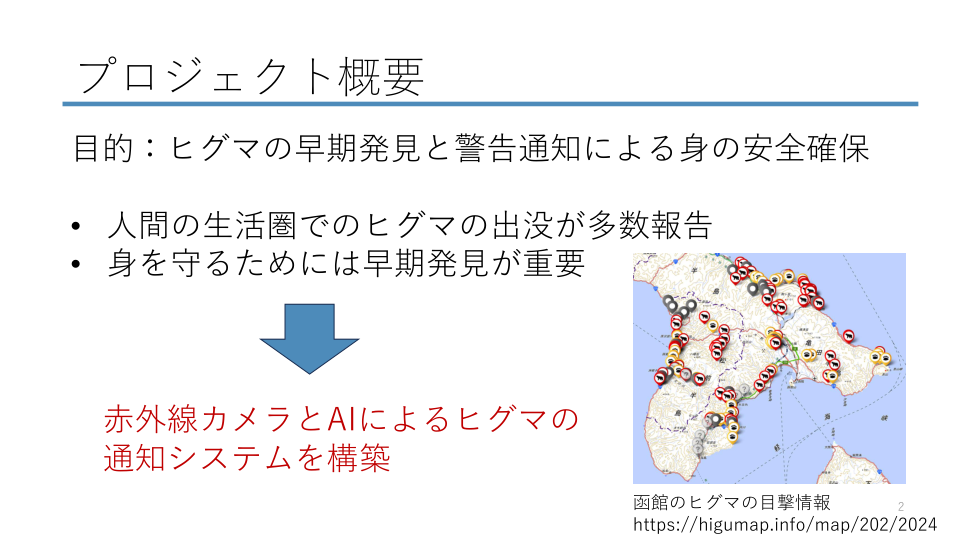 プロジェクト概要
目的：ヒグマの早期発見と警告通知による身の安全確保
• 人間の生活圏でのヒグマの出没が多数報告
• 身を守るためには早期発見が重要
赤外線カメラとAIによるヒグマの
通知システムを構築
函館のヒグマの目撃情報
https://higumap.info/map/202/2024
2